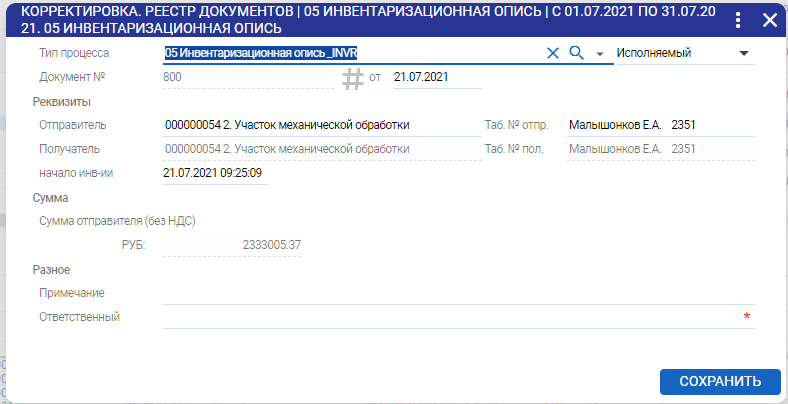 КОРРЕКТИРОВКА. РЕЕСТР ДОКУМЕНТОВ | 05 ИНВЕНТАРИЗАЦИОННАЯ ОПИСЬ | С 01.07.2021 ПО 31.07.20
21. 05 ИНВЕНТАРИЗАЦИОННАЯ ОПИСЬ
Тип процесса 05 Инвентаризационная опись _INVR Исполняемый
Документ № 800 # от 21.07.2021
Реквизиты
Отправитель 000000054 2. Участок механической обработки Таб. № отпр. Малышонков Е.А. 2351
Получатель 000000054 2. Участок механической обработки Таб. № пол. Малышонков Е.А. 2351
начало инв-ии 21.07.2021 09:25:09
Сумма
Сумма отправителя (без НДС)
РУБ: 2333005.37
Разное
Примечание
Ответственный *
СОХРАНИТЬ